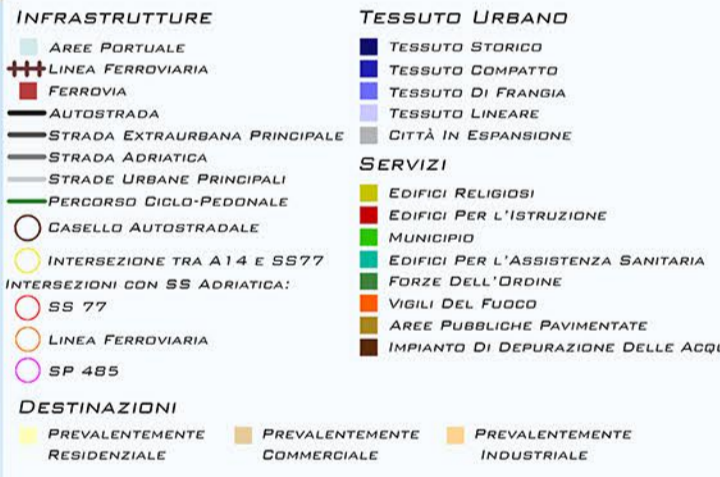 INFRASTRUTTURE
AREE PORTUALE
LINEA FERROVIARIA
FERROVIA
AUTOSTRADA
STRADA EXTRAURBANA PRINCIPALE
STRADA ADRIATICA
STRADE URBANE PRINCIPALI
PERCORSO CICLO-PEDONALE
CASELLO AUTOSTRADALE
INTERSEZIONE TRA A14 E SS77
INTERSEZIONI CON SS ADRIATICA:
SS 77
LINEA FERROVIARIA
SP 485
TESSUTO URBANO
TESSUTO STORICO
TESSUTO COMPATTO
TESSUTO DI FRANGIA
TESSUTO LINEARE
CITTÀ IN ESPANSIONE
SERVIZI
EDIFICI RELIGIOSI
EDIFICI PER L'ISTRUZIONE
MUNICIPIO
EDIFICI PER L'ASSISTENZA SANITARIA
FORZE DELL'ORDINE
VIGILI DEL FUOCO
AREE PUBBLICHE PAVIMENTATE
IMPIANTO DI DEPURAZIONE DELLE ACQU
DESTINAZIONI
PREVALENTEMENTE
RESIDENZIALE
PREVALENTEMENTE
COMMERCIALE
PREVALENTEMENTE
INDUSTRIALE